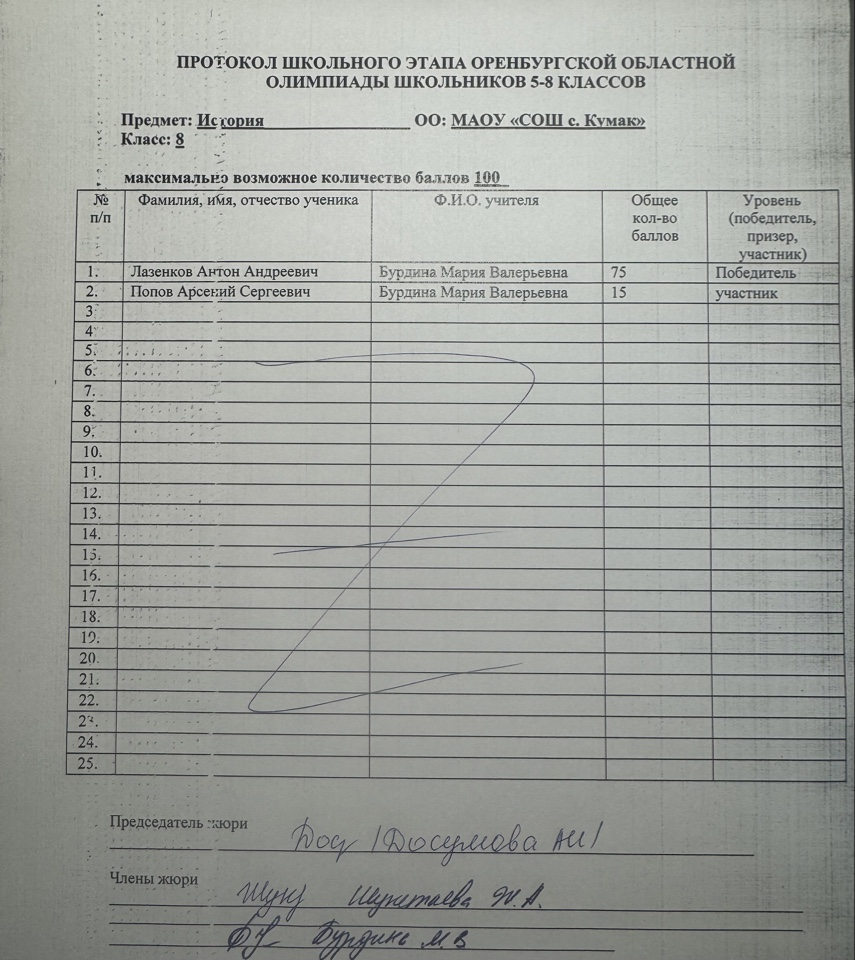 ПРОТОКОЛ ШКОЛЬНОГО ЭТАПА ОРЕНБУРГСКОЙ ОБЛАСТНОЙ
ОЛИМПИАДЫ ШКОЛЬНИКОВ 5-8 КЛАССОВ
Предмет: История ОО: МАОУ «СОШ с. Кумак»
Класс: 8
максимально возможное количество баллов 100
№ п/п Фамилия, имя, отчество ученика Ф.И.О. учителя Общее кол-во баллов Уровень (победитель, призер, участник)
1. Лазенков Антон Андреевич Бурдина Мария Валерьевна 75 Победитель
2. Попов Арсений Сергеевич Бурдина Мария Валерьевна 15 участник
3
4
5.
6.
7.
8.
9.
10.
11.
12.
13.
14.
15.
16.
17.
18.
19.
20.
21.
22.
23.
24.
25.
Председатель жюри
Дос /Досумова АИ/
Члены жюри
Ж.А.
Бурдина М.В